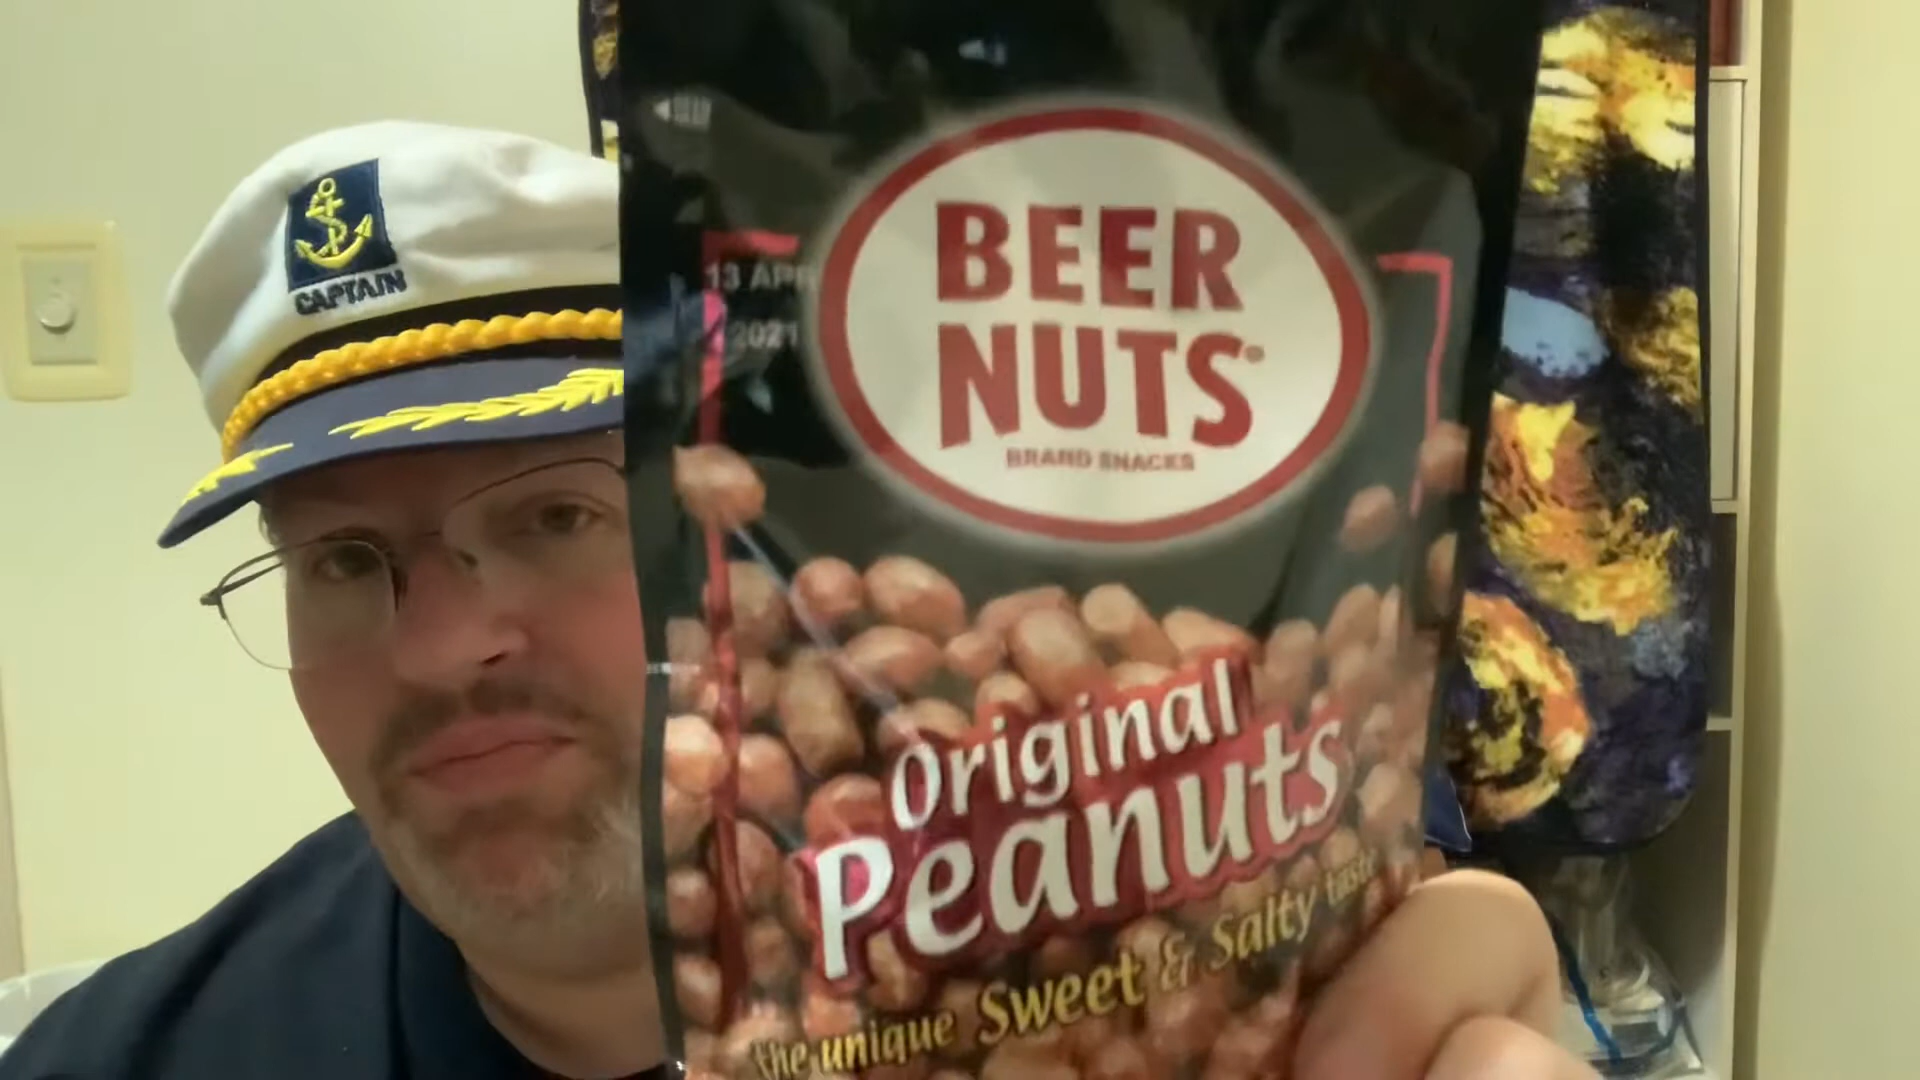 CAPTAIN
13 APR
2021
BEER
NUTS®
BRAND SNACKS
Original
Peanuts
the unique Sweet & Salty taste